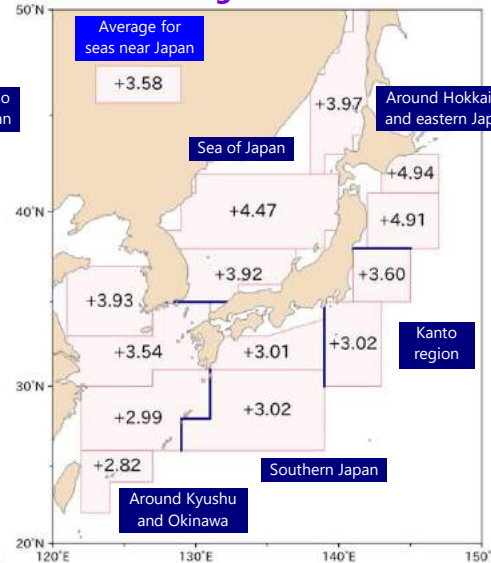 50°N
Average for
seas near Japan
+3.58
+3.97
Around Hokkai
and eastern Jap
o
an
Sea of Japan
+4.94
+4.47
+4.91
40°N
+3.92
+3.60
+3.93
+3.54
+3.01
+3.02
Kanto
region
30°N
+2.99
+3.02
+2.82
Southern Japan
Around Kyushu
and Okinawa
20°N
120°E
130°E
140°E
150°